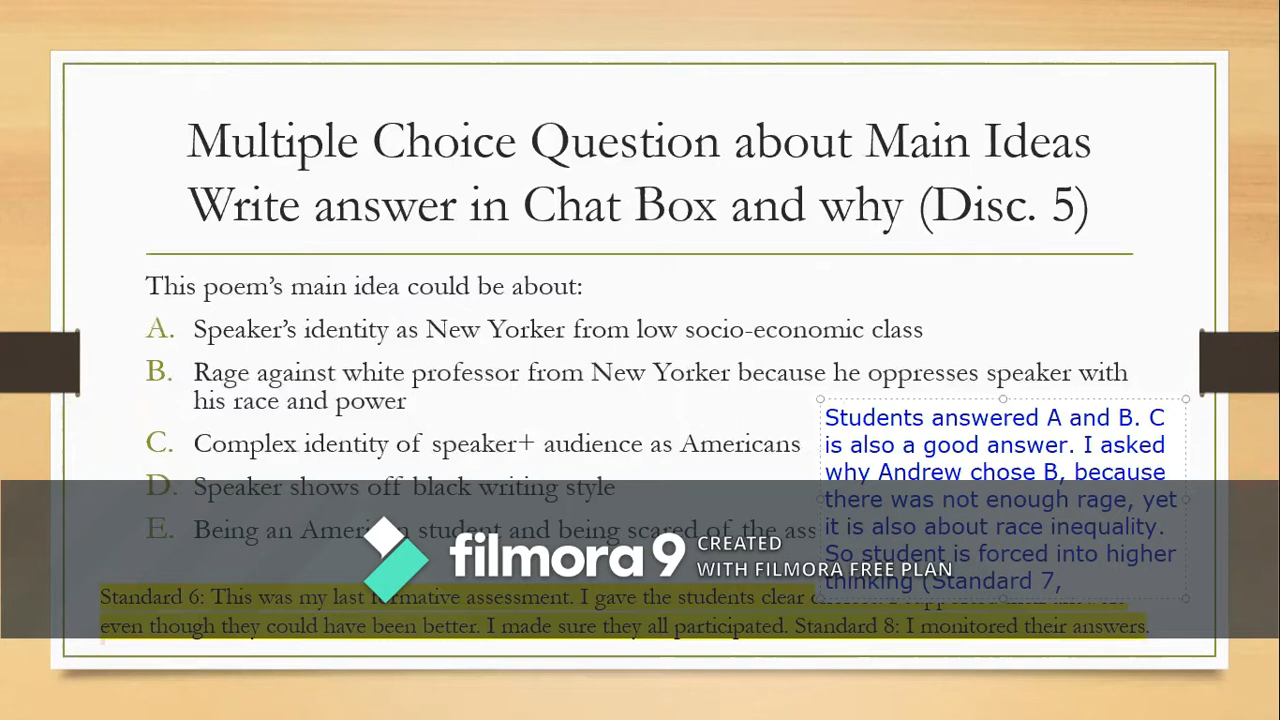 Multiple Choice Question about Main Ideas
Write answer in Chat Box and why (Disc. 5)
This poem's main idea could be about:
A. Speaker's identity as New Yorker from low socio-economic class
B. Rage against white professor from New Yorker because he oppresses speaker with
his race and power
C. Complex identity of speaker+ audience as Americans
D. Speaker shows off black writing style
E. Being an American student and being scared of the ass
Students answered A and B. C
is also a good answer. I asked
why Andrew chose B, because
there was not enough rage, yet
it is also about race inequality.
So student is forced into higher
thinking (Standard 7,
filmora 9 CREATED
WITH FILMORA FREE PLAN
Standard 6: This was my last formative assessment. I gave the students clear
even though they could have been better. I made sure they all participated. Standard 8: I monitored their answers.